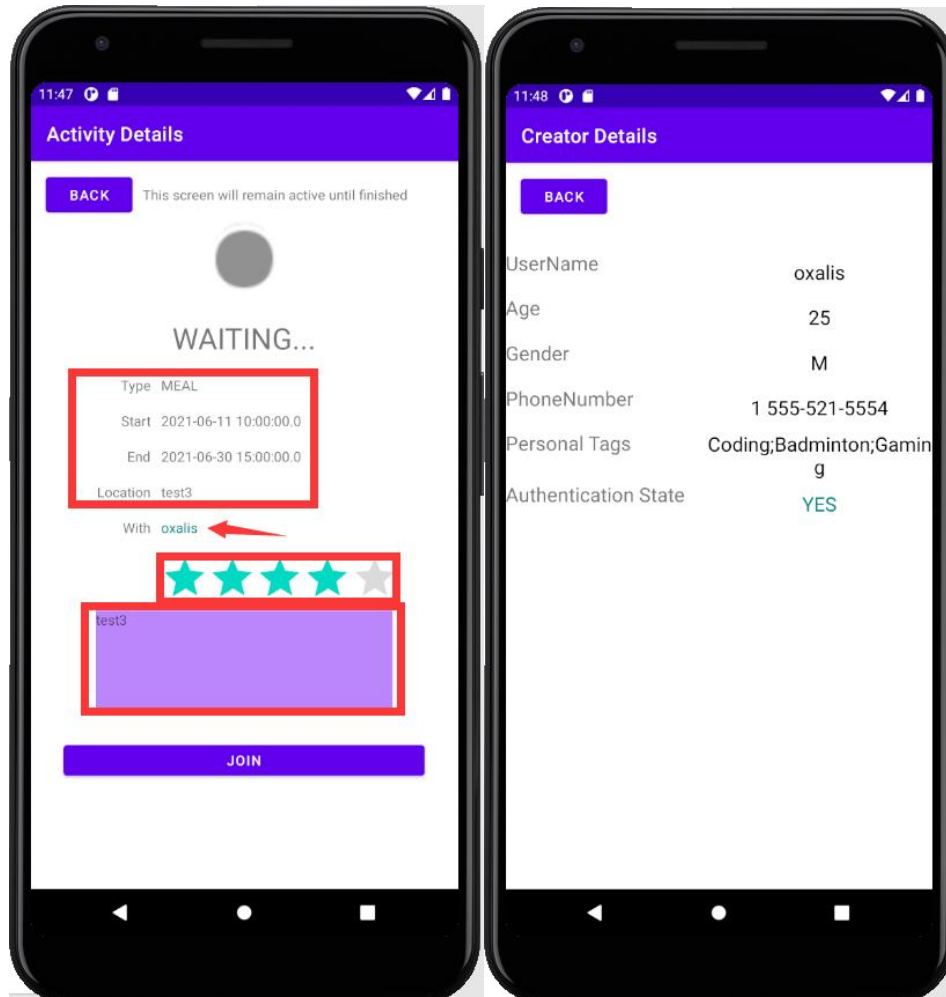 11:47
Activity Details
BACK This screen will remain active until finished
WAITING...
Type MEAL
Start 2021-06-11 10:00:00.0
End 2021-06-30 15:00:00.0
Location test3
With oxalis
test3
JOIN
11:48
Creator Details
BACK
UserName oxalis
Age 25
Gender M
PhoneNumber 1 555-521-5554
Personal Tags Coding;Badminton;Gamin
g
Authentication State YES